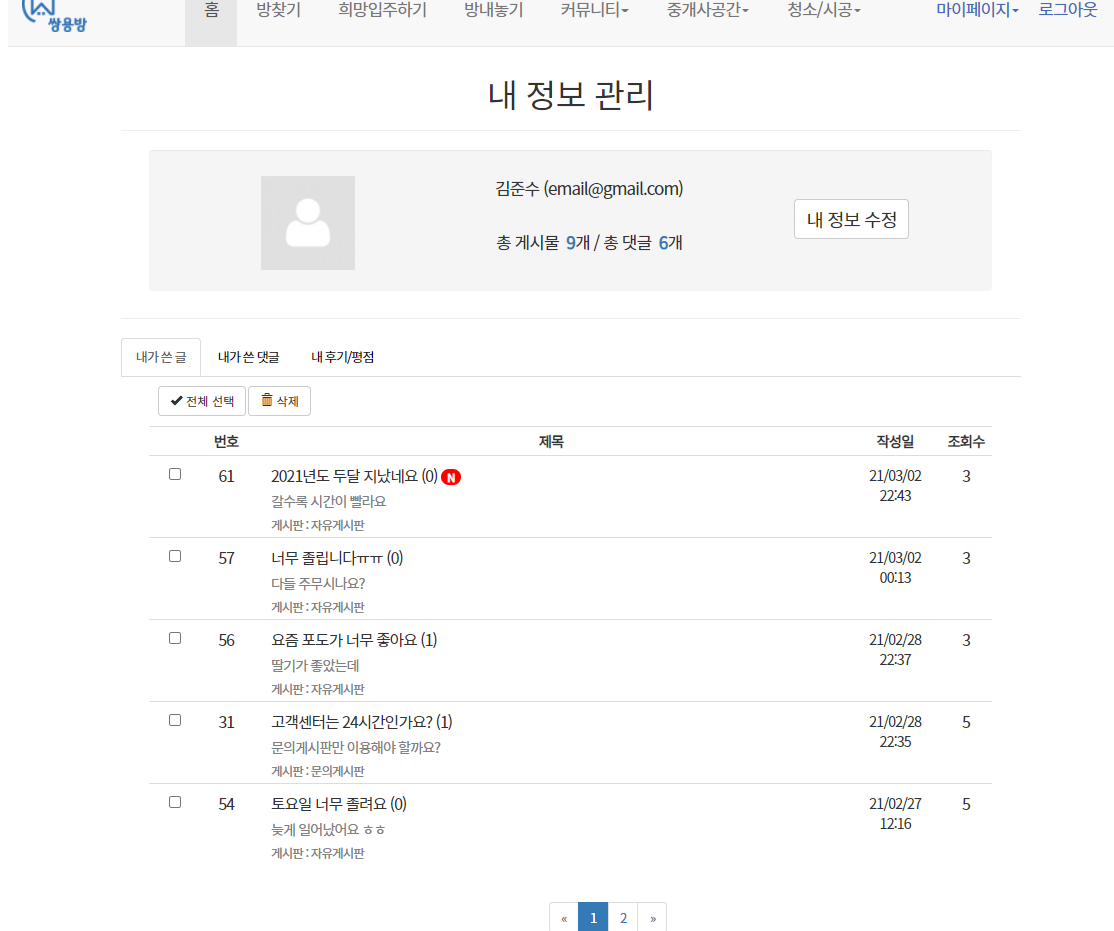 쌍용방
홈 방찾기 희망입주하기 방내놓기 커뮤니티 중개사공간 청소/시공 마이페이지 로그아웃
내 정보 관리
김준수 (email@gmail.com)
내 정보 수정
총 게시물 9개 / 총 댓글 6개
내가 쓴 글 내가 쓴 댓글 내 후기/평점
전체 선택 삭제
번호 제목 작성일 조회수
61 2021년도 두달 지났네요 (0) N 21/03/02 3
22:43
갈수록 시간이 빨라요
게시판 : 자유게시판
57 너무 졸립니다ㅠㅠ (0) 21/03/02 3
00:13
다들 주무시나요?
게시판 : 자유게시판
56 요즘 포도가 너무 좋아요 (1) 21/02/28 3
22:37
딸기가 좋았는데
게시판 : 자유게시판
31 고객센터는 24시간인가요? (1) 21/02/28 5
22:35
문의게시판만 이용해야 할까요?
게시판 : 문의게시판
54 토요일 너무 졸려요 (0) 21/02/27 5
12:16
늦게 일어났어요 ㅎㅎ
게시판 : 자유게시판
« 1 2 »